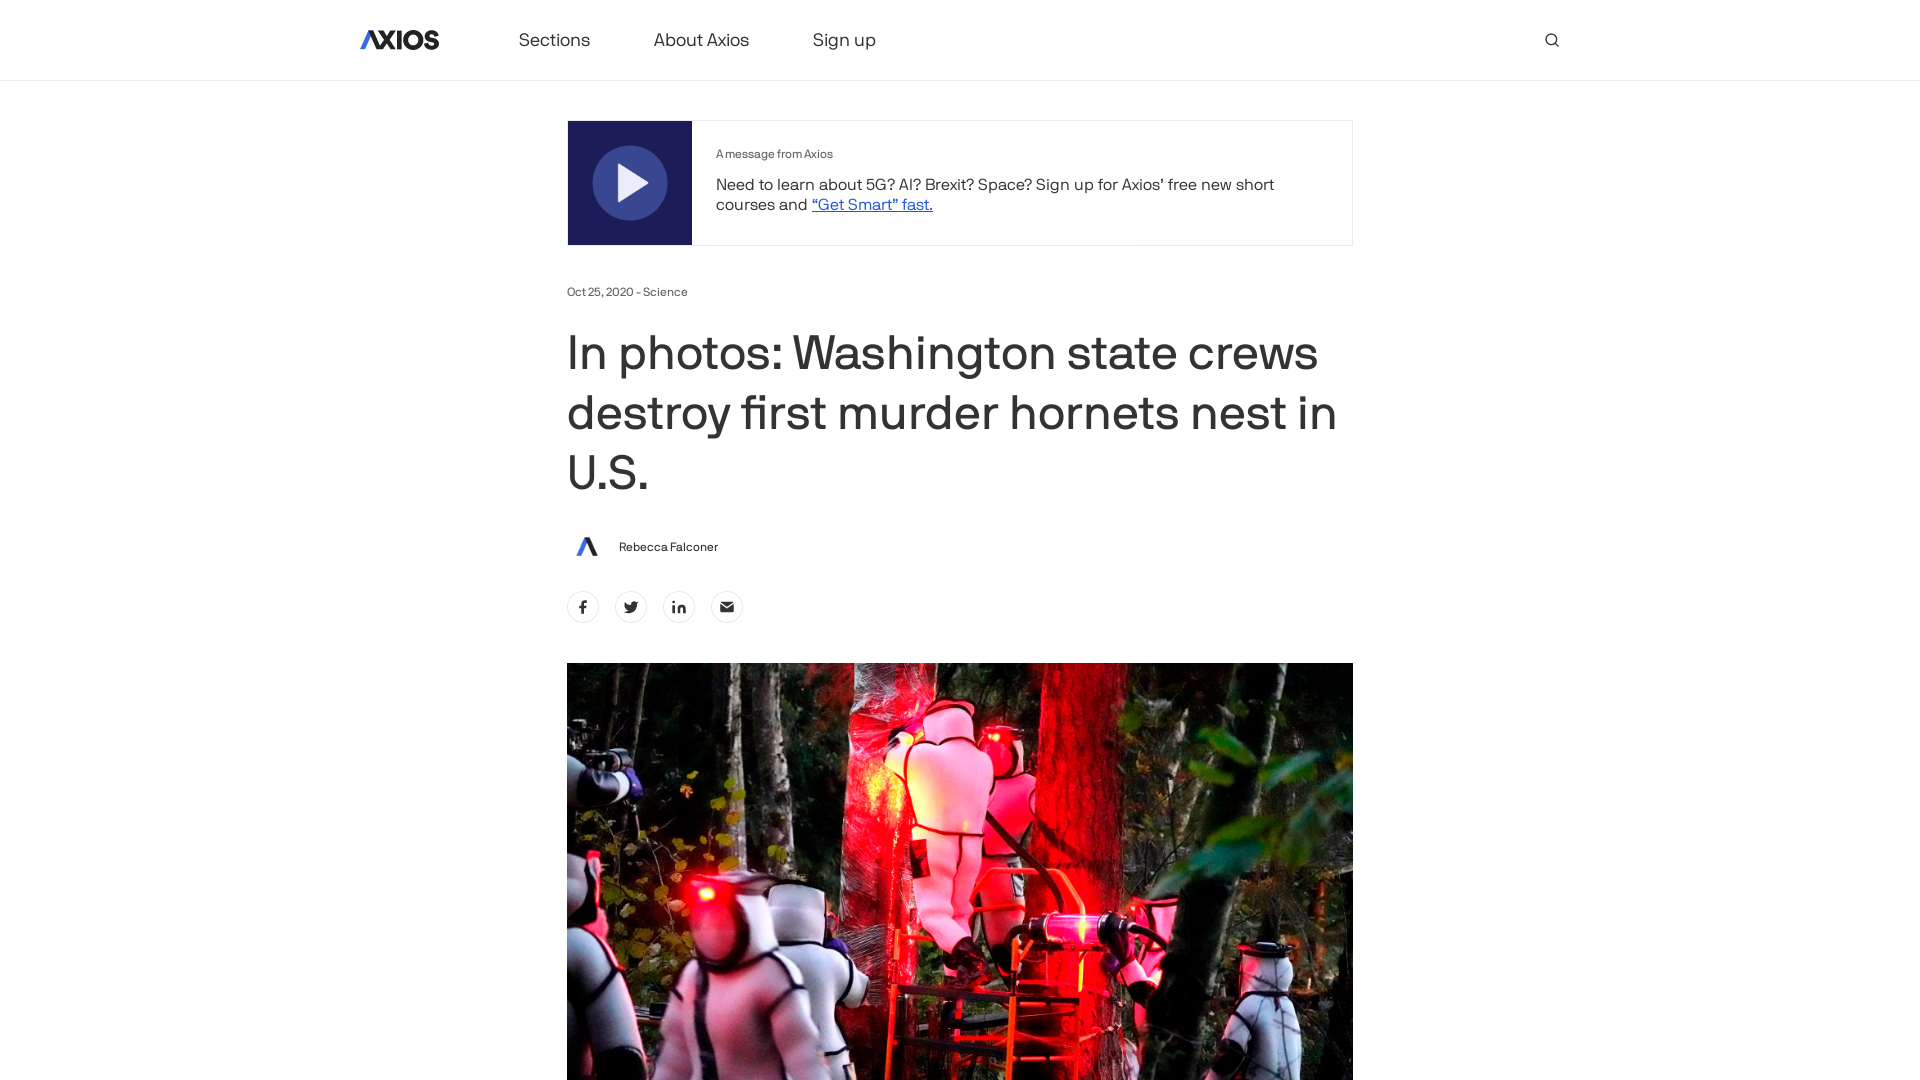 AXIOS
Sections
About Axios
Sign up
A message from Axios
Need to learn about 5G? AI? Brexit? Space? Sign up for Axios’ free new short
courses and “Get Smart” fast.
Oct 25, 2020 - Science
In photos: Washington state crews
destroy first murder hornets nest in
U.S.
Rebecca Falconer